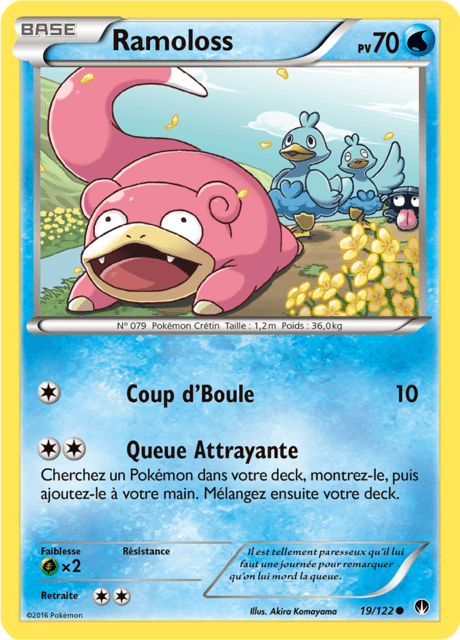 BASE
Ramoloss
PV70
N° 079 Pokémon Crétin Taille : 1,2m Poids : 36,0kg
Coup d'Boule 10
Queue Attrayante
Cherchez un Pokémon dans votre deck, montrez-le, puis
ajoutez-le à votre main. Mélangez ensuite votre deck.
Faiblesse Résistance
×2
Retraite
Il est tellement paresseux qu'il lui
faut une journée pour remarquer
qu'on lui mord la queue.
©2016 Pokémon
Illus. Akira Komayama
19/122